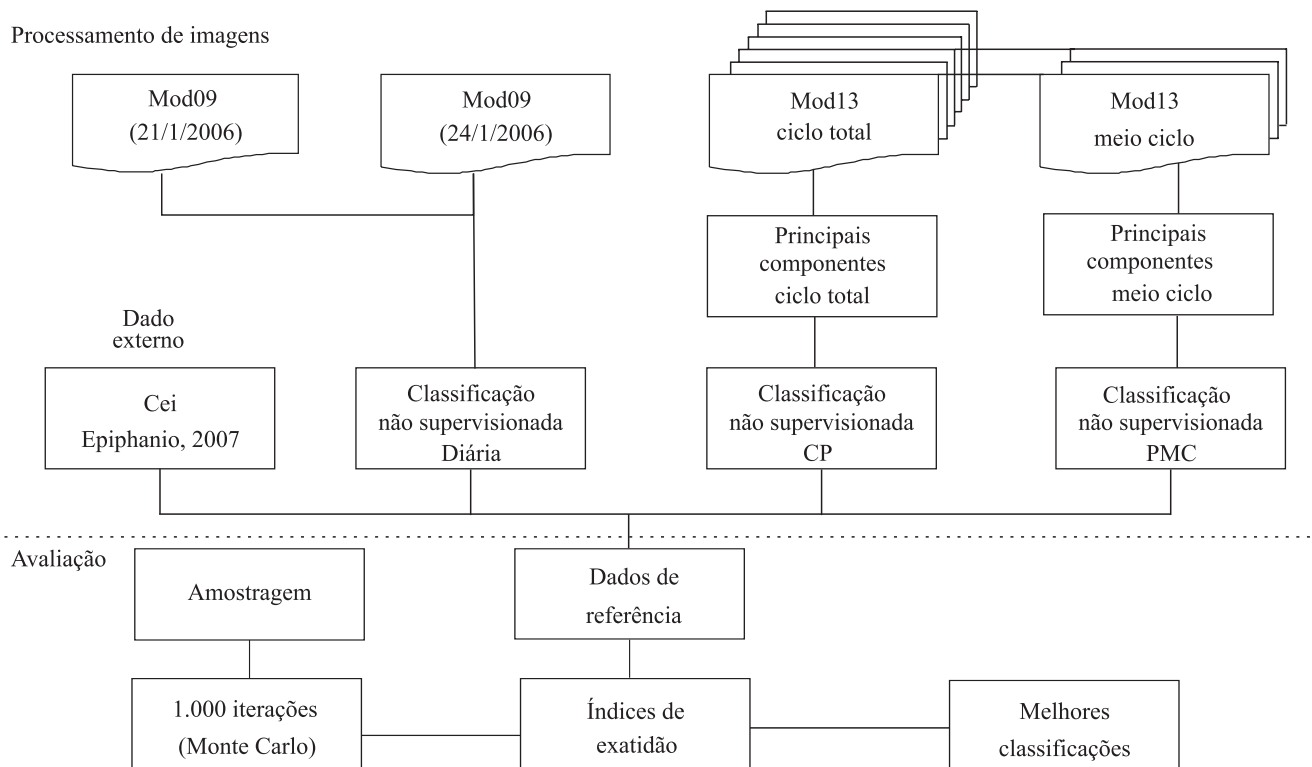 Processamento de imagens
Mod09
(21/1/2006)
Mod09
(24/1/2006)
Mod13
ciclo total
Mod13
meio ciclo
Principais
componentes
ciclo total
Principais
componentes
meio ciclo
Dado
externo
Cei
Epiphanio, 2007
Classificação
não supervisionada
Diária
Classificação
não supervisionada
CP
Classificação
não supervisionada
PMC
Avaliação
Amostragem
Dados de
referência
1.000 iterações
(Monte Carlo)
Índices de
exatidão
Melhores
classificações